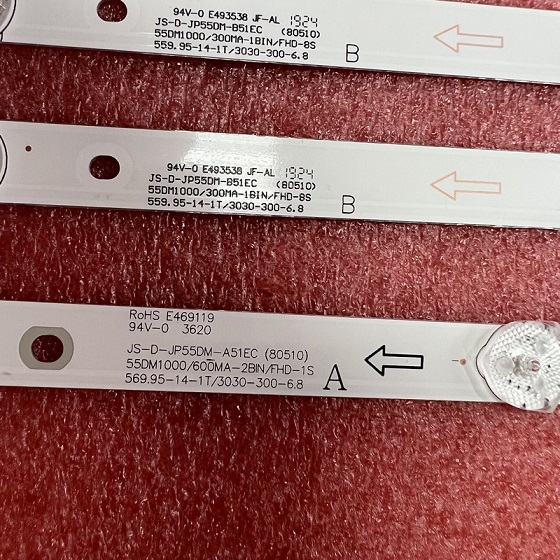 94V-0 E493538 JF-AL 1924
JS-D-JP55DM-B51EC (80510)
55DM1000/300MA-1BIN/FHD-8S
559.95-14-1T/3030-300-6.8
B
94V-0 E493538 JF-AL 1924
JS-D-JP55DM-B51EC (80510)
55DM1000/300MA-1BIN/FHD-8S
559.95-14-1T/3030-300-6.8
B
RoHS E469119
94V-0 3620
JS-D-JP55DM-A51EC (80510)
55DM1000/600MA-2BIN/FHD-1S
569.95-14-1T/3030-300-6.8
A